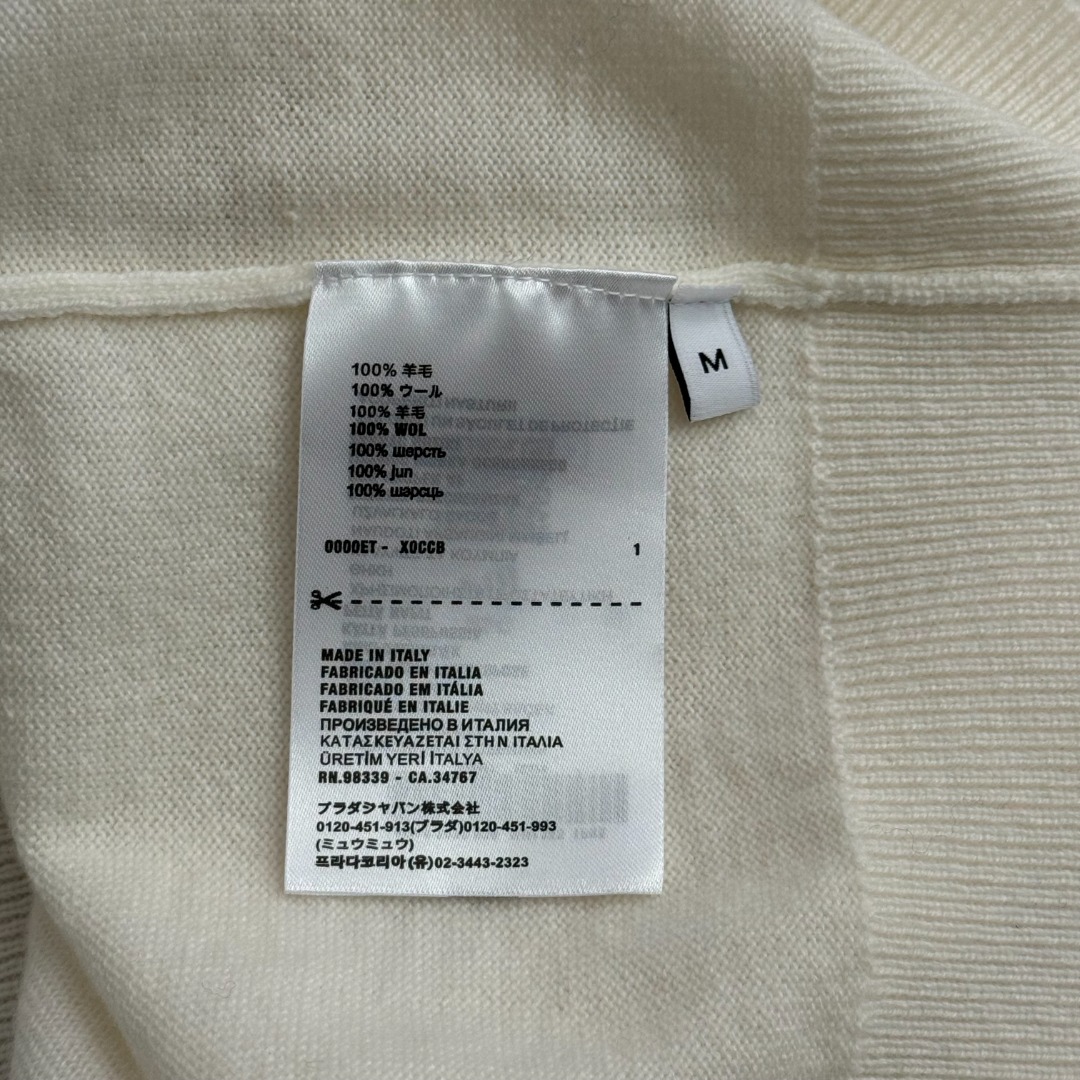 100% 羊毛
100% ウール
100% 羊毛
100% WOL
100% шерсть
100% jun
100% шэрсць
M
0000ET - X0CCB 1
MADE IN ITALY
FABRICADO EN ITALIA
FABRICADO EM ITÁLIA
FABRIQUÉ EN ITALIE
ПРОИЗВЕДЕНО В ИТАЛИЯ
ΚΑΤΑΣΚΕΥΑΖΕΤΑΙ ΣΤΗΝ ΙΤΑΛΙΑ
ÜRETİM YERİ İTALYA
RN.98339 - CA.34767
プラダジャパン株式会社
0120-451-913(プラダ)0120-451-993
(ミュウミュウ)
프라다코리아(유)02-3443-2323